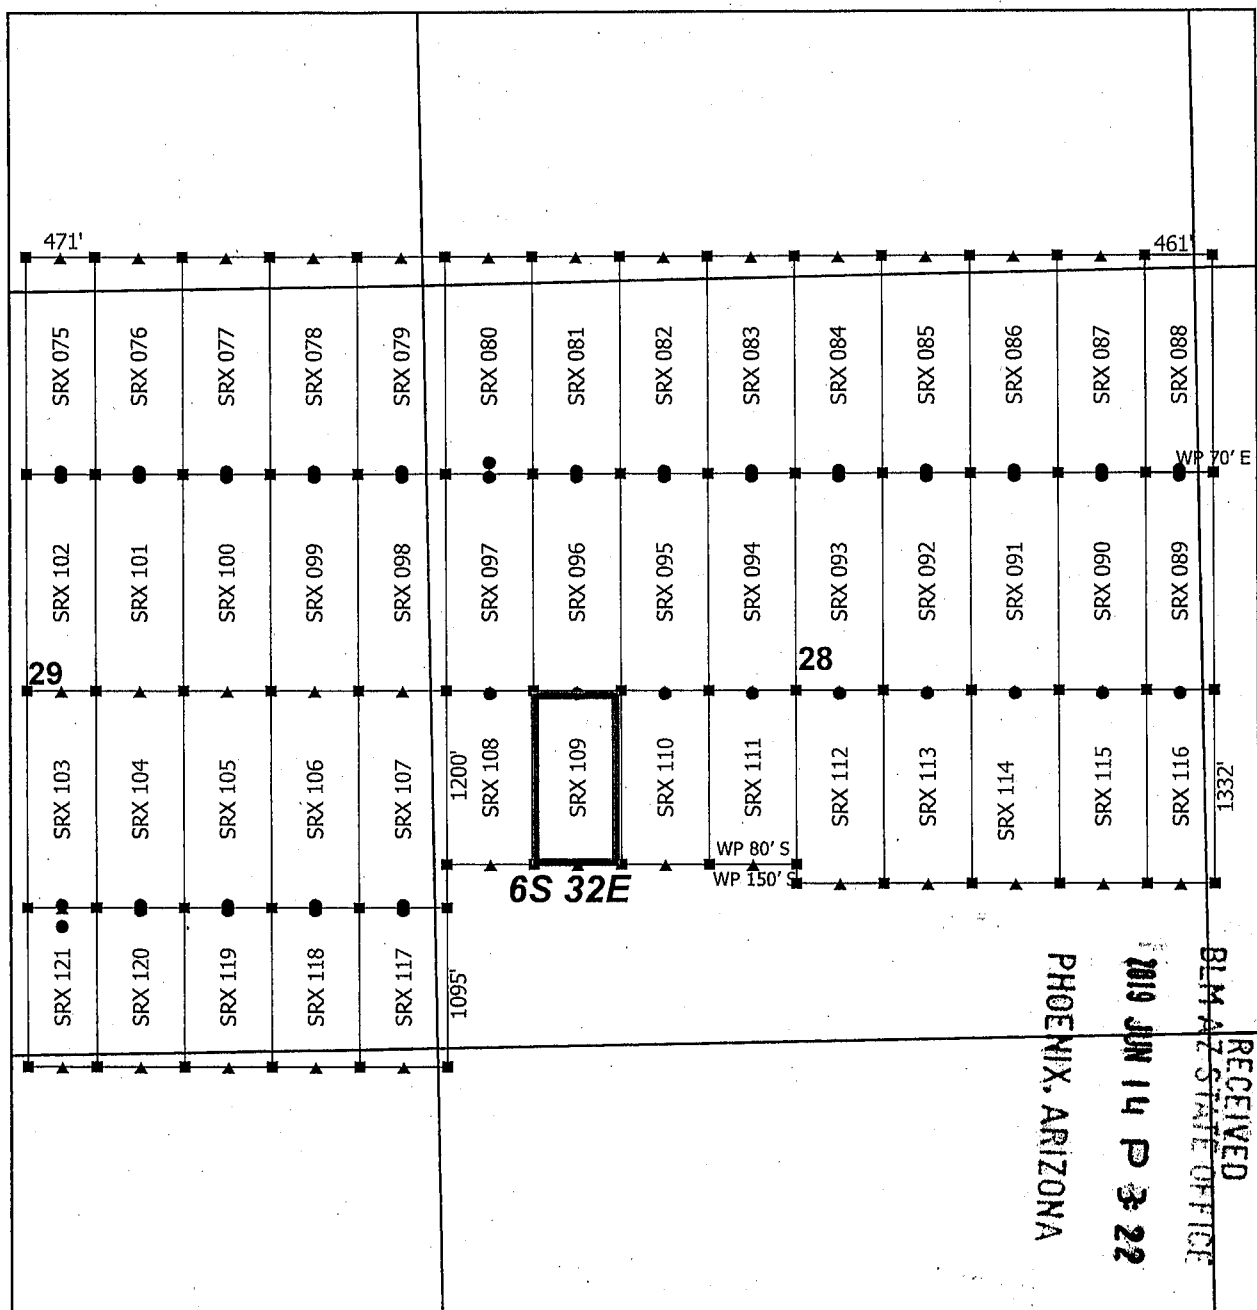 471'
461'
SRX 075
SRX 076
SRX 077
SRX 078
SRX 079
SRX 080
SRX 081
SRX 082
SRX 083
SRX 084
SRX 085
SRX 086
SRX 087
SRX 088
WP 70' E
SRX 102
SRX 101
SRX 100
SRX 099
SRX 098
SRX 097
SRX 096
SRX 095
SRX 094
SRX 093
SRX 092
SRX 091
SRX 090
SRX 089
29
28
SRX 103
SRX 104
SRX 105
SRX 106
SRX 107
1200'
SRX 108
SRX 109
SRX 110
SRX 111
SRX 112
SRX 113
SRX 114
SRX 115
SRX 116
1332'
WP 80' S
WP 150' S
6S 32E
SRX 121
SRX 120
SRX 119
SRX 118
SRX 117
1095'
RECEIVED
BLM AZ STATE OFFICE
2019 JUN 14 P 3:22
PHOENIX, ARIZONA